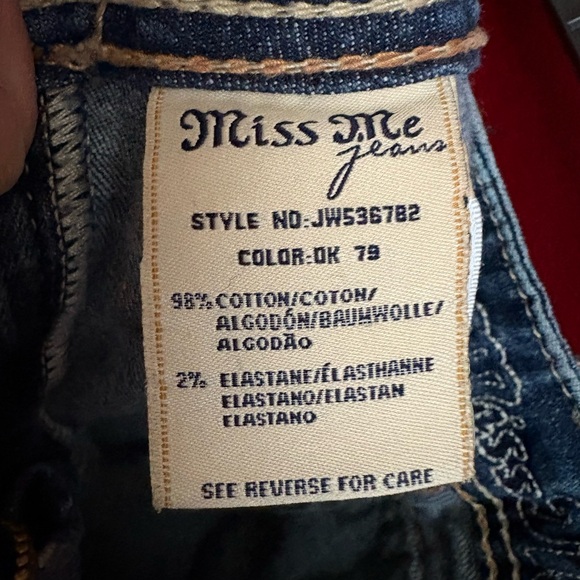 Miss Me
jeans
STYLE NO:JW5367B2
COLOR:DK 79
98% COTTON/COTON/
ALGODÓN/BAUMWOLLE/
ALGODÃO
2% ELASTANE/ÉLASTHANNE
ELASTANO/ELASTAN
ELASTANO
SEE REVERSE FOR CARE